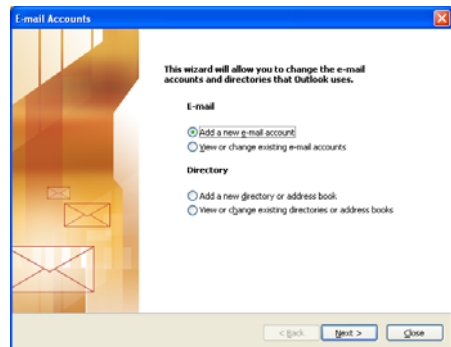 E-mail Accounts
This wizard will allow you to change the e-mail
accounts and directories that Outlook uses.
E-mail
Add a new e-mail account
View or change existing e-mail accounts
Directory
Add a new directory or address book
View or change existing directories or address books
< Back
Next >
Close